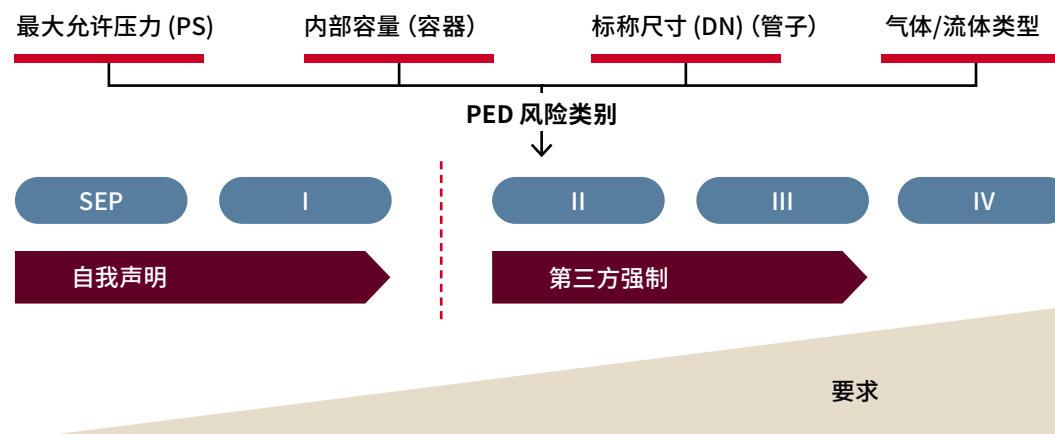 最大允许压力 (PS)
内部容量（容器）
标称尺寸 (DN)（管子）
气体/流体类型
PED 风险类别
SEP
I
II
III
IV
自我声明
第三方强制
要求